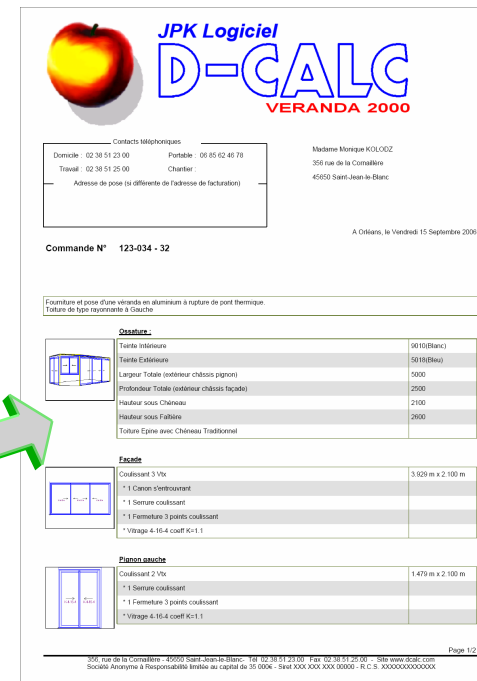 JPK Logiciel
D-CALC
VERANDA 2000
Contacts téléphoniques
Domicile : 02 38 51 23 00 Portable : 06 85 62 46 78
Travail : 02 38 51 25 00 Chantier :
Adresse de pose (si différente de l'adresse de facturation)
Madame Monique KOLODZ
356 rue de la Cornaillère
45650 Saint-Jean-le-Blanc
A Orléans, le Vendredi 15 Septembre 2006
Commande N° 123-034 - 32
Fourniture et pose d'une véranda en aluminium à rupture de pont thermique.
Toiture de type rayonnante à Gauche
Ossature :
Teinte Intérieure 9010(Blanc)
Teinte Extérieure 5018(Bleu)
Largeur Totale (extérieur châssis pignon) 5000
Profondeur Totale (extérieur châssis façade) 2500
Hauteur sous Chéneau 2100
Hauteur sous Faîtière 2600
Toiture Epine avec Chéneau Traditionnel
Façade
Coulissant 3 Vtx 3.929 m x 2.100 m
* 1 Canon s'entrouvrant
* 1 Serrure coulissant
* 1 Fermeture 3 points coulissant
* Vitrage 4-16-4 coeff K=1.1
Pignon gauche
Coulissant 2 Vtx 1.479 m x 2.100 m
* 1 Serrure coulissant
* 1 Fermeture 3 points coulissant
* Vitrage 4-16-4 coeff K=1.1
Page 1/2
356, rue de la Cornaillère - 45650 Saint-Jean-le-Blanc- Tél 02.38.51.23.00 Fax 02.38.51.25.00 - Site www.dcalc.com
Société Anonyme à Responsabilité limitée au capital de 35 000€ - Siret XXX XXX XXX 00000 - R.C.S. XXXXXXXXXXXXX